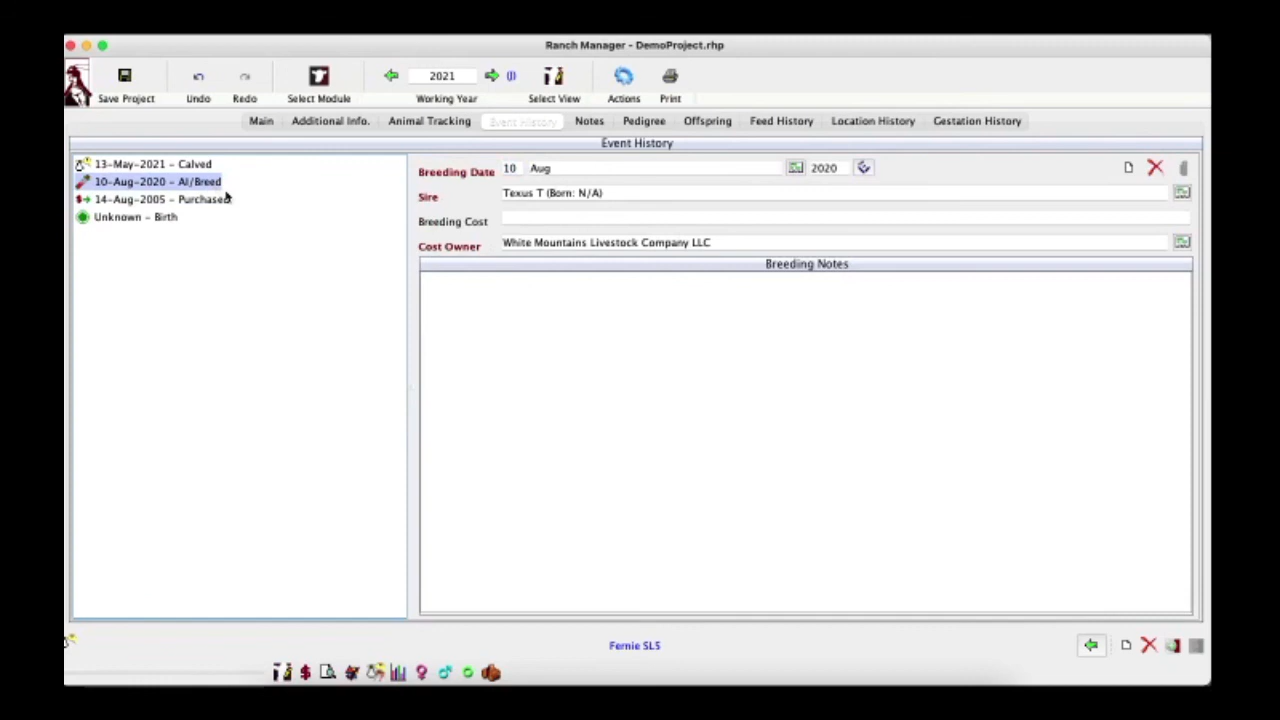 Ranch Manager - DemoProject.rhp
2021
Save Project Undo Redo Select Module Working Year Select View Actions Print
Main Additional Info. Animal Tracking Event History Notes Pedigree Offspring Feed History Location History Gestation History
Event History
13-May-2021 - Calved
10-Aug-2020 - AI/Breed
14-Aug-2005 - Purchased
Unknown - Birth
Breeding Date 10 Aug 2020
Sire Texus T (Born: N/A)
Breeding Cost
Cost Owner White Mountains Livestock Company LLC
Breeding Notes
Fernie SL5